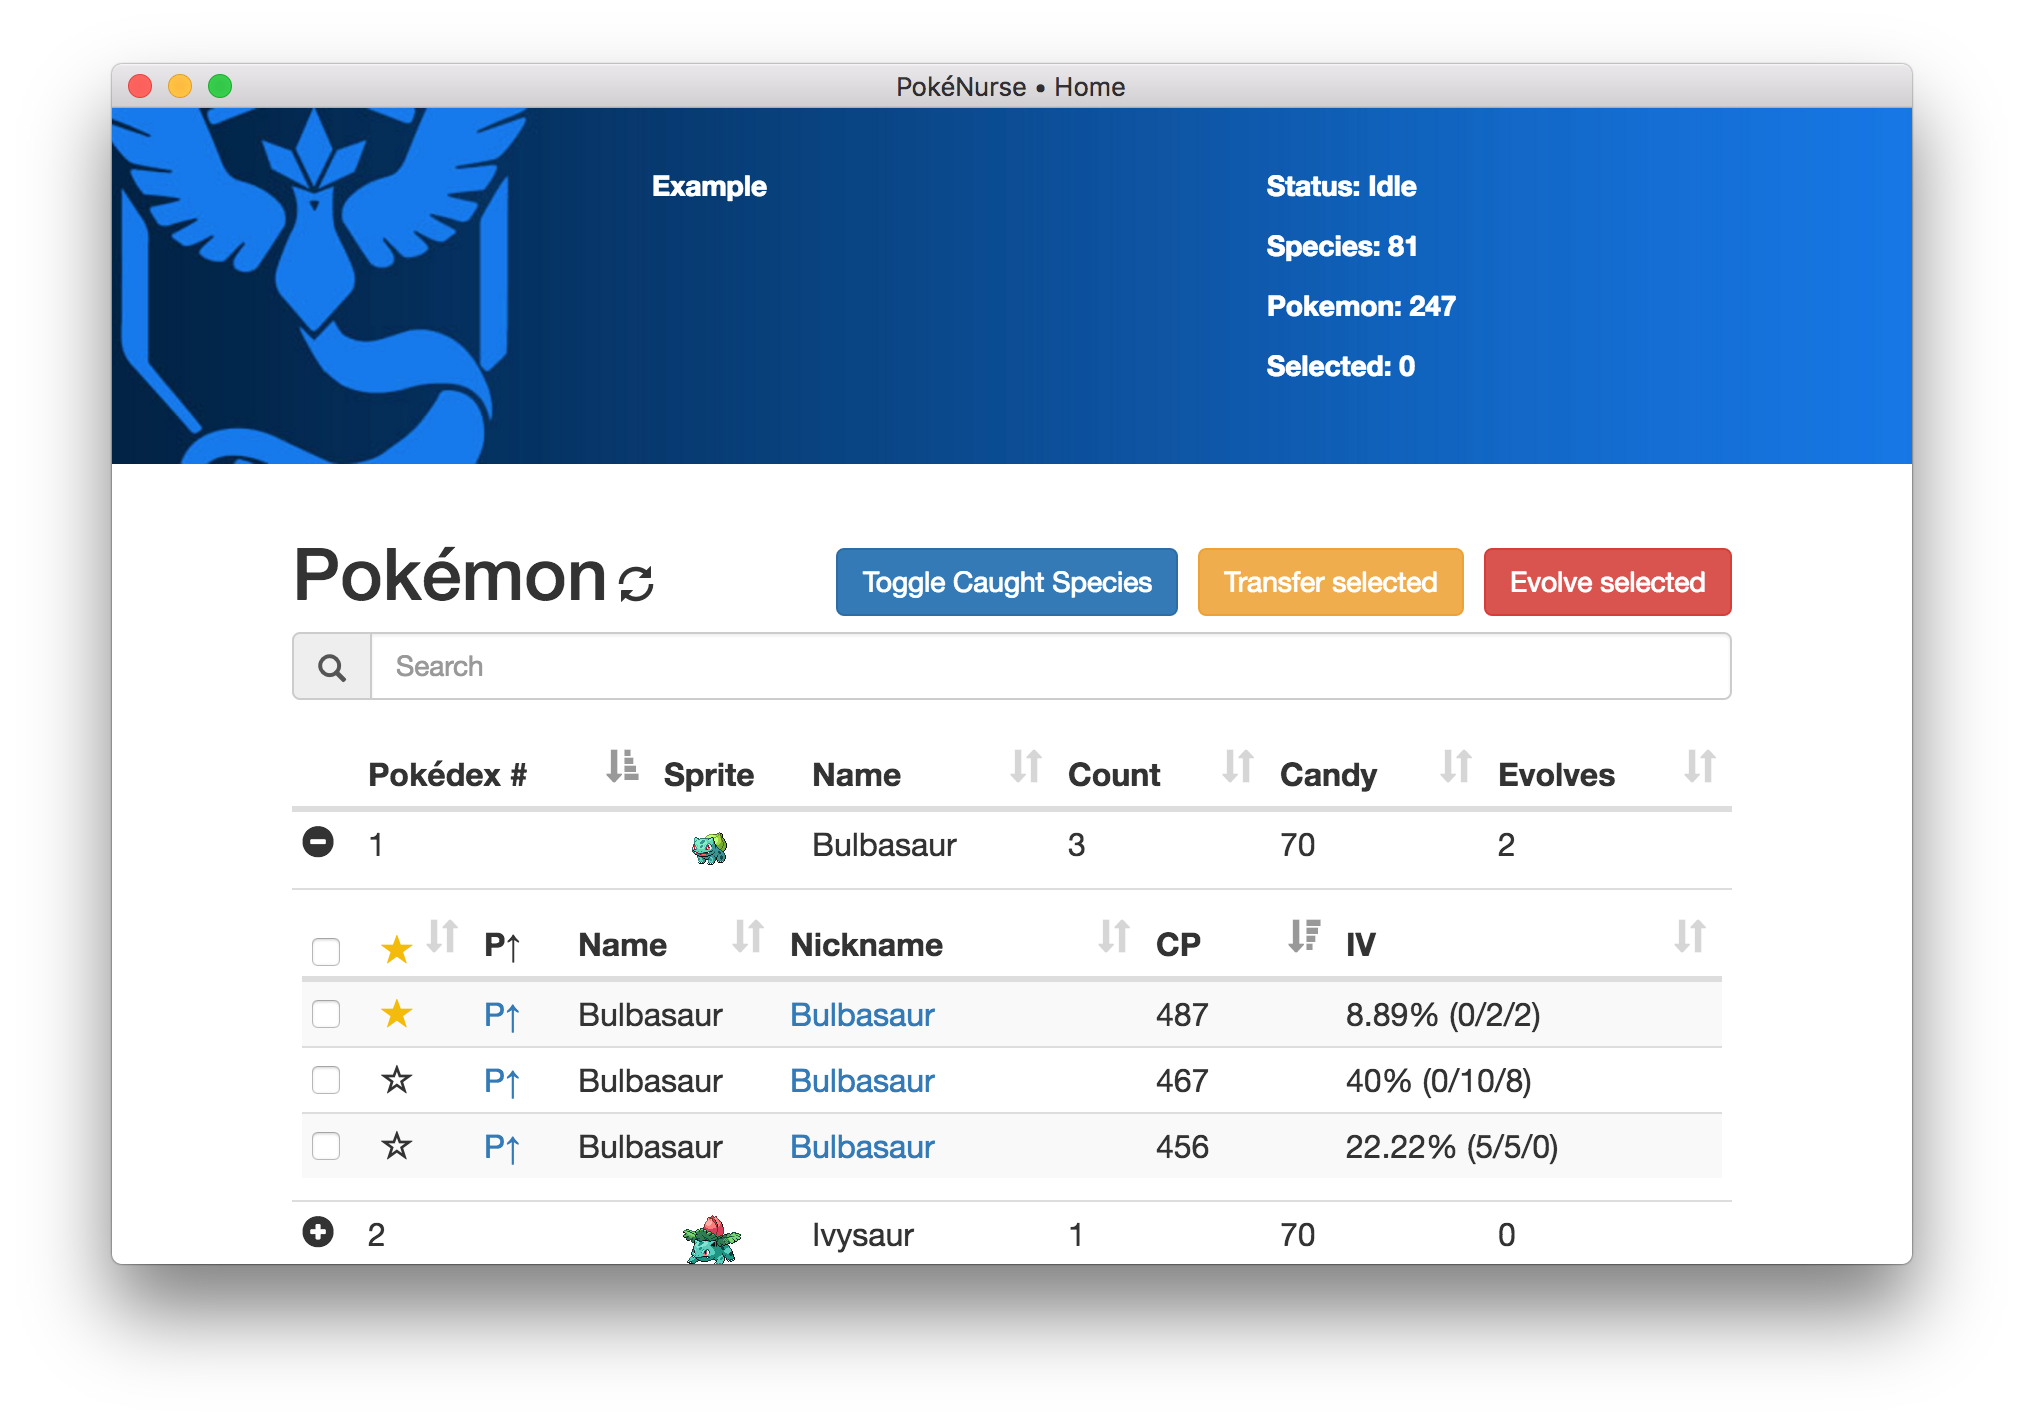 PokéNurse • Home
Example
Status: Idle
Species: 81
Pokemon: 247
Selected: 0
Pokémon
Toggle Caught Species Transfer selected Evolve selected
Search
Pokédex # Sprite Name Count Candy Evolves
1 Bulbasaur 3 70 2
★ P↑ Name Nickname CP IV
★ P↑ Bulbasaur Bulbasaur 487 8.89% (0/2/2)
☆ P↑ Bulbasaur Bulbasaur 467 40% (0/10/8)
☆ P↑ Bulbasaur Bulbasaur 456 22.22% (5/5/0)
2 Ivysaur 1 70 0